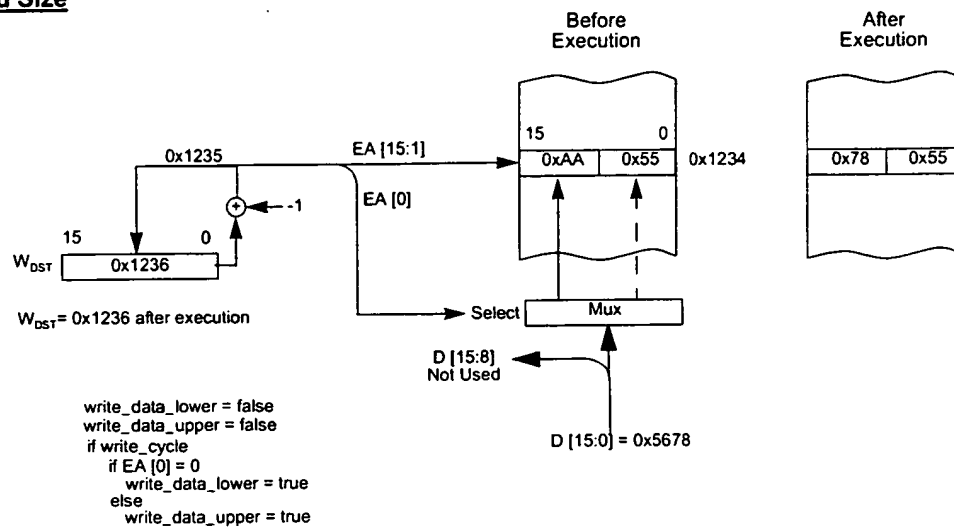 Size
Before
Execution
After
Execution
15 0
0xAA 0x55 0x1234
0x78 0x55
0x1235
EA [15:1]
EA [0]
+
-1
15 0
WDST 0x1236
WDST= 0x1236 after execution
Select Mux
D [15:8]
Not Used
D [15:0] = 0x5678
write_data_lower = false
write_data_upper = false
if write_cycle
if EA [0] = 0
write_data_lower = true
else
write_data_upper = true